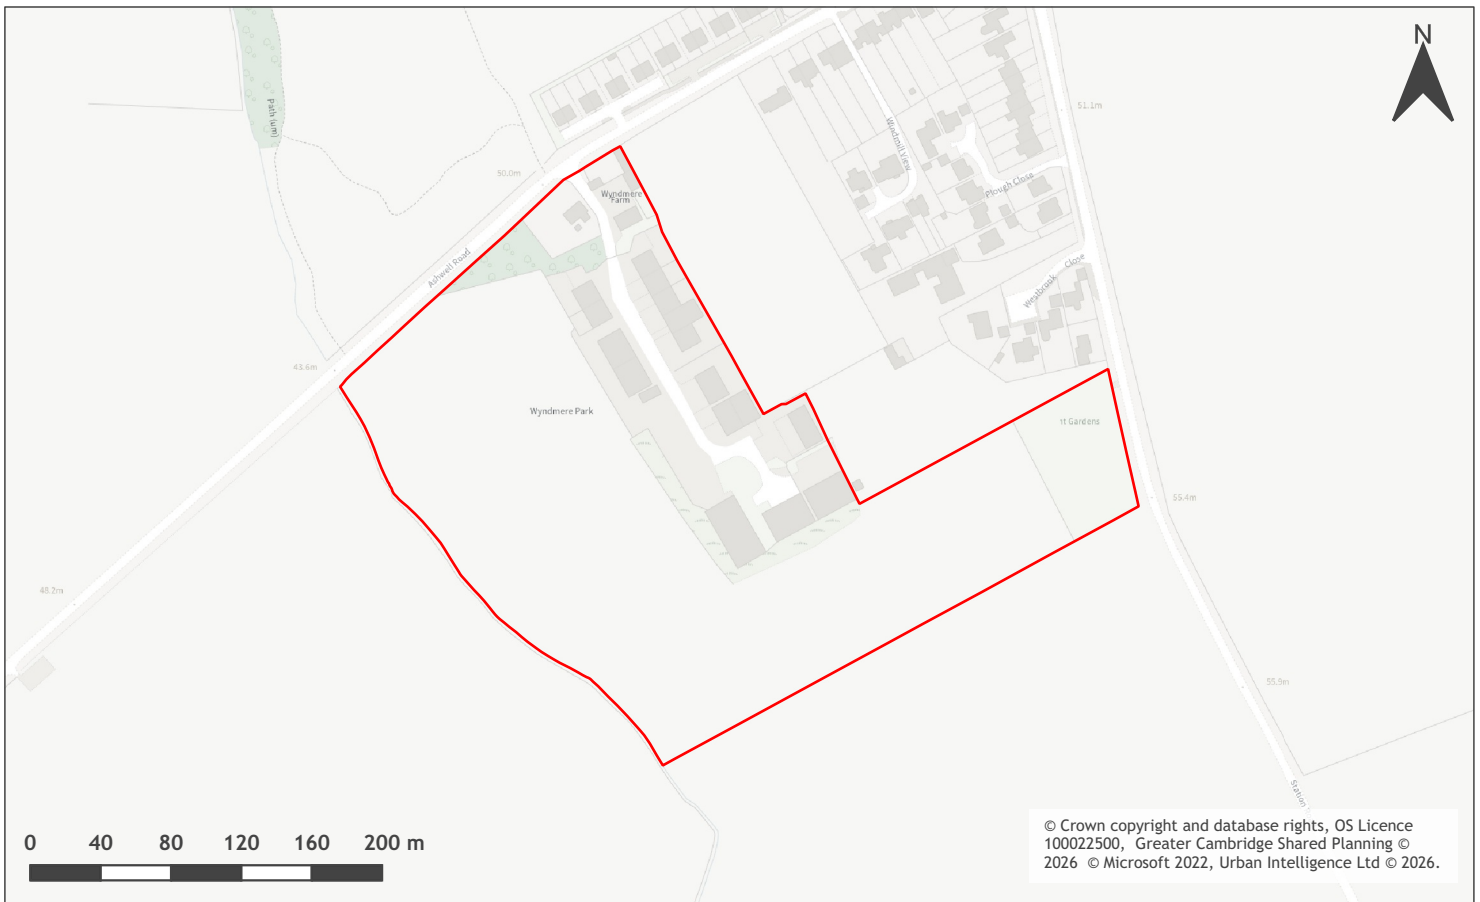 N
51.1m
Path (um)
Windmill View
50.0m
Plough Close
Wyndmere
Farm
Ashwell Road
Westbrook Close
Wyndmere Park
nt Gardens
55.4m
48.2m
55.9m
Station
0 40 80 120 160 200 m
© Crown copyright and database rights, OS Licence
100022500, Greater Cambridge Shared Planning ©
2026 © Microsoft 2022, Urban Intelligence Ltd © 2026.